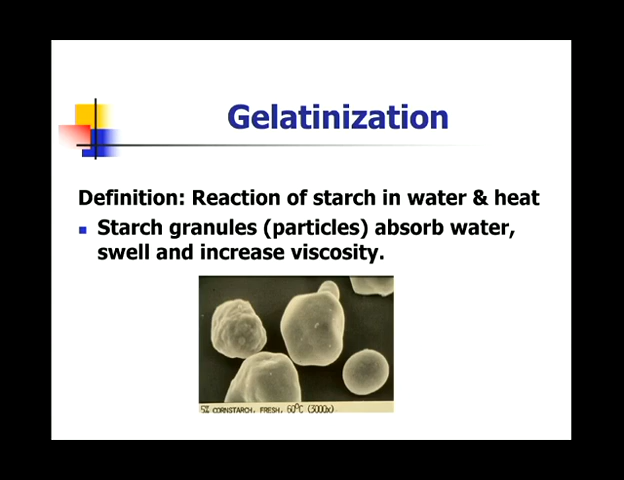 Gelatinization
Definition: Reaction of starch in water & heat
Starch granules (particles) absorb water,
swell and increase viscosity.
5% CORNSTARCH, FRESH, 60°C (3000x)